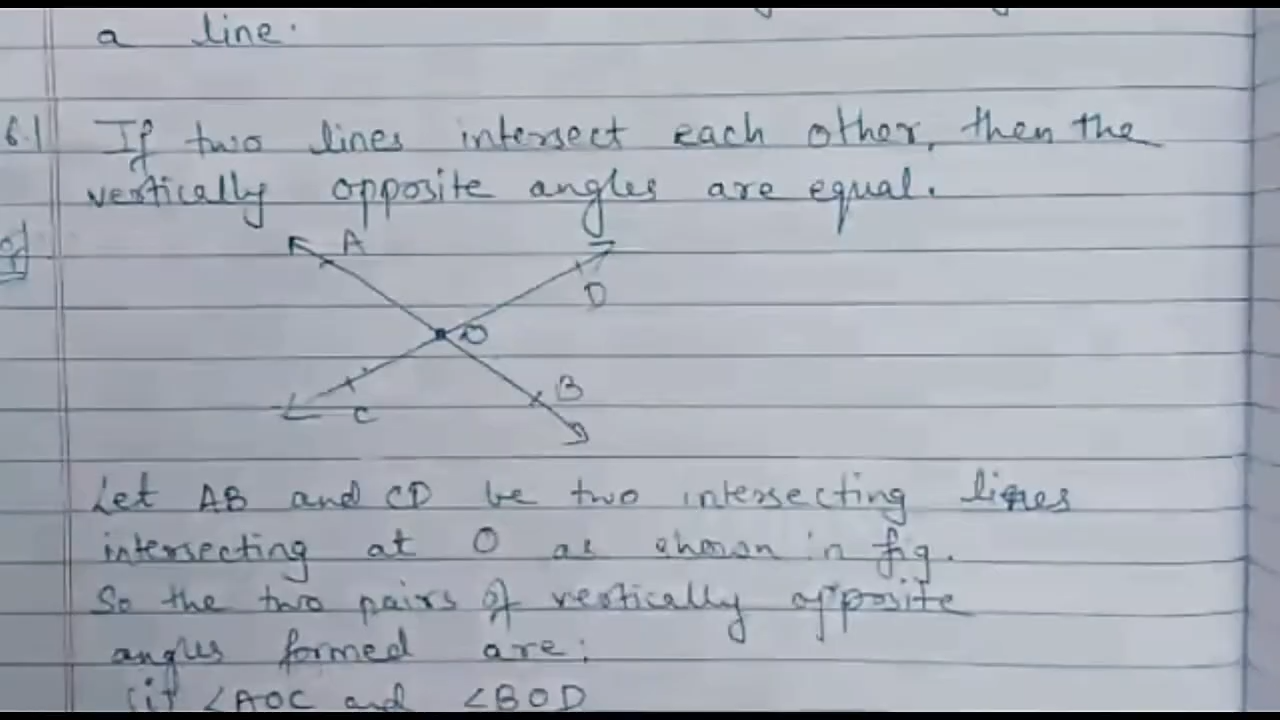 a line.
6.1 If two lines intersect each other, then the
vertically opposite angles are equal.
A
D
O
B
C
Let AB and CD be two intersecting lines
intersecting at O as shown in fig.
So the two pairs of vertically opposite
angles formed are:
(i) ∠AOC and ∠BOD